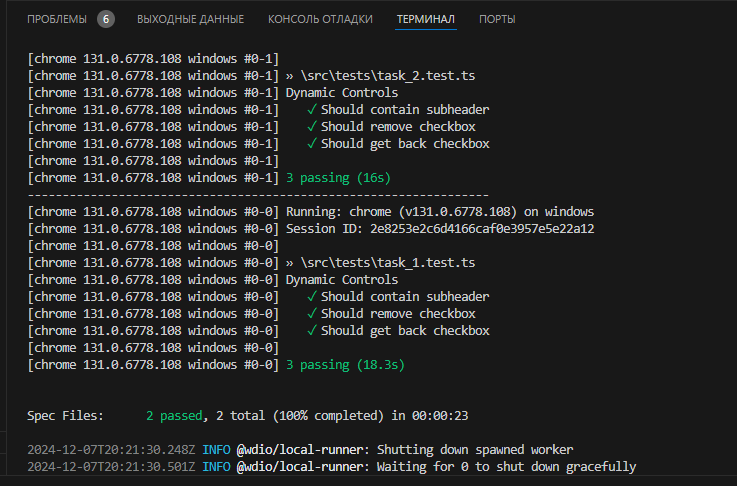 ПРОБЛЕМЫ 6 ВЫХОДНЫЕ ДАННЫЕ КОНСОЛЬ ОТЛАДКИ ТЕРМИНАЛ ПОРТЫ
[chrome 131.0.6778.108 windows #0-1]
[chrome 131.0.6778.108 windows #0-1] » \src\tests\task_2.test.ts
[chrome 131.0.6778.108 windows #0-1] Dynamic Controls
[chrome 131.0.6778.108 windows #0-1] ✓ Should contain subheader
[chrome 131.0.6778.108 windows #0-1] ✓ Should remove checkbox
[chrome 131.0.6778.108 windows #0-1] ✓ Should get back checkbox
[chrome 131.0.6778.108 windows #0-1]
[chrome 131.0.6778.108 windows #0-1] 3 passing (16s)
------------------------------------------------------------------
[chrome 131.0.6778.108 windows #0-0] Running: chrome (v131.0.6778.108) on windows
[chrome 131.0.6778.108 windows #0-0] Session ID: 2e8253e2c6d4166caf0e3957e5e22a12
[chrome 131.0.6778.108 windows #0-0]
[chrome 131.0.6778.108 windows #0-0] » \src\tests\task_1.test.ts
[chrome 131.0.6778.108 windows #0-0] Dynamic Controls
[chrome 131.0.6778.108 windows #0-0] ✓ Should contain subheader
[chrome 131.0.6778.108 windows #0-0] ✓ Should remove checkbox
[chrome 131.0.6778.108 windows #0-0] ✓ Should get back checkbox
[chrome 131.0.6778.108 windows #0-0]
[chrome 131.0.6778.108 windows #0-0] 3 passing (18.3s)
Spec Files: 2 passed, 2 total (100% completed) in 00:00:23
2024-12-07T20:21:30.248Z INFO @wdio/local-runner: Shutting down spawned worker
2024-12-07T20:21:30.501Z INFO @wdio/local-runner: Waiting for 0 to shut down gracefully